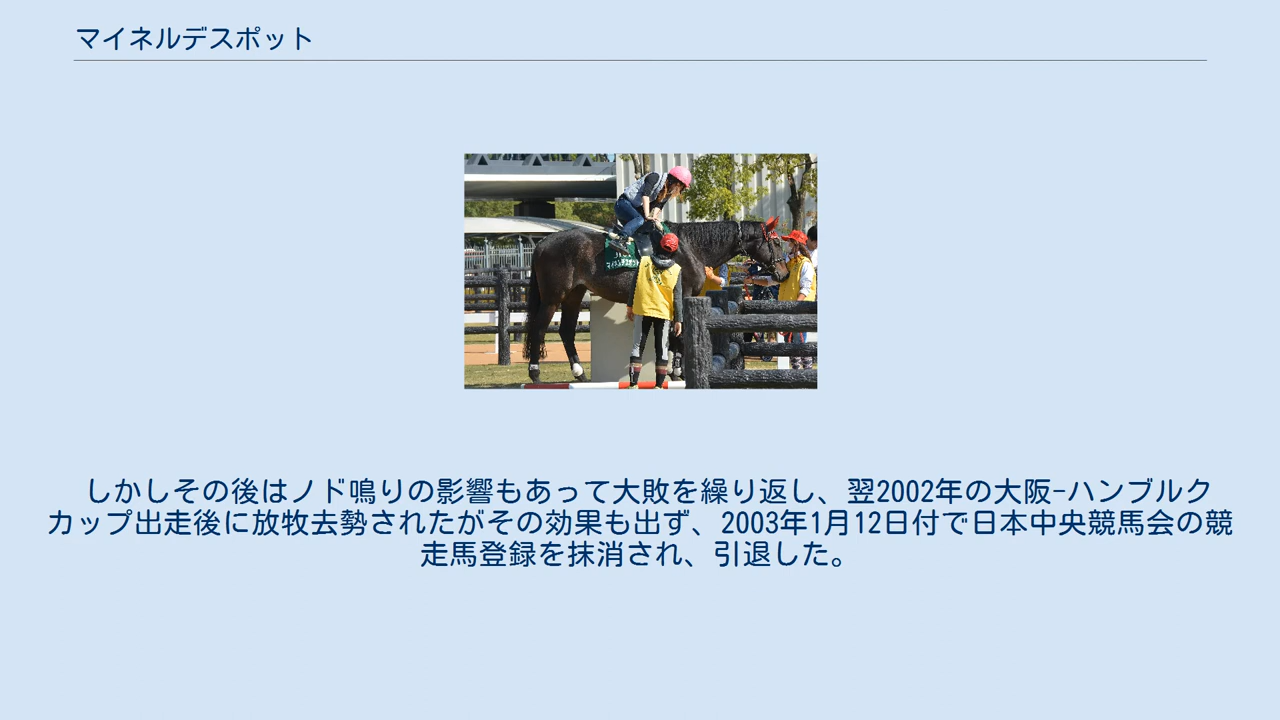 マイネルデスポット
しかしその後はノド鳴りの影響もあって大敗を繰り返し、翌2002年の大阪-ハンブルク
カップ出走後に放牧去勢されたがその効果も出ず、2003年1月12日付で日本中央競馬会の競
走馬登録を抹消され、引退した。